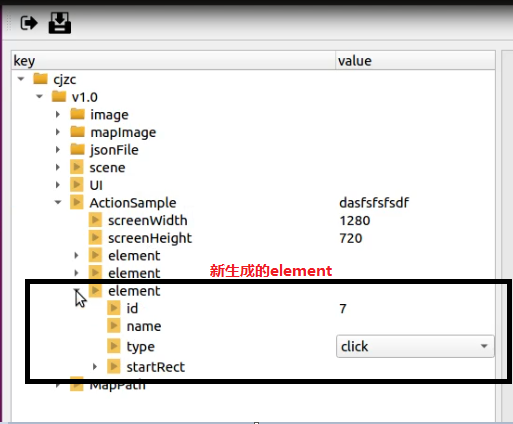 key value
cjzc
v1.0
image
mapImage
jsonFile
scene
UI
ActionSample dasfsfsfsdf
screenWidth 1280
screenHeight 720
element
element
新生成的element
element
id 7
name
type click
startRect
MapPath